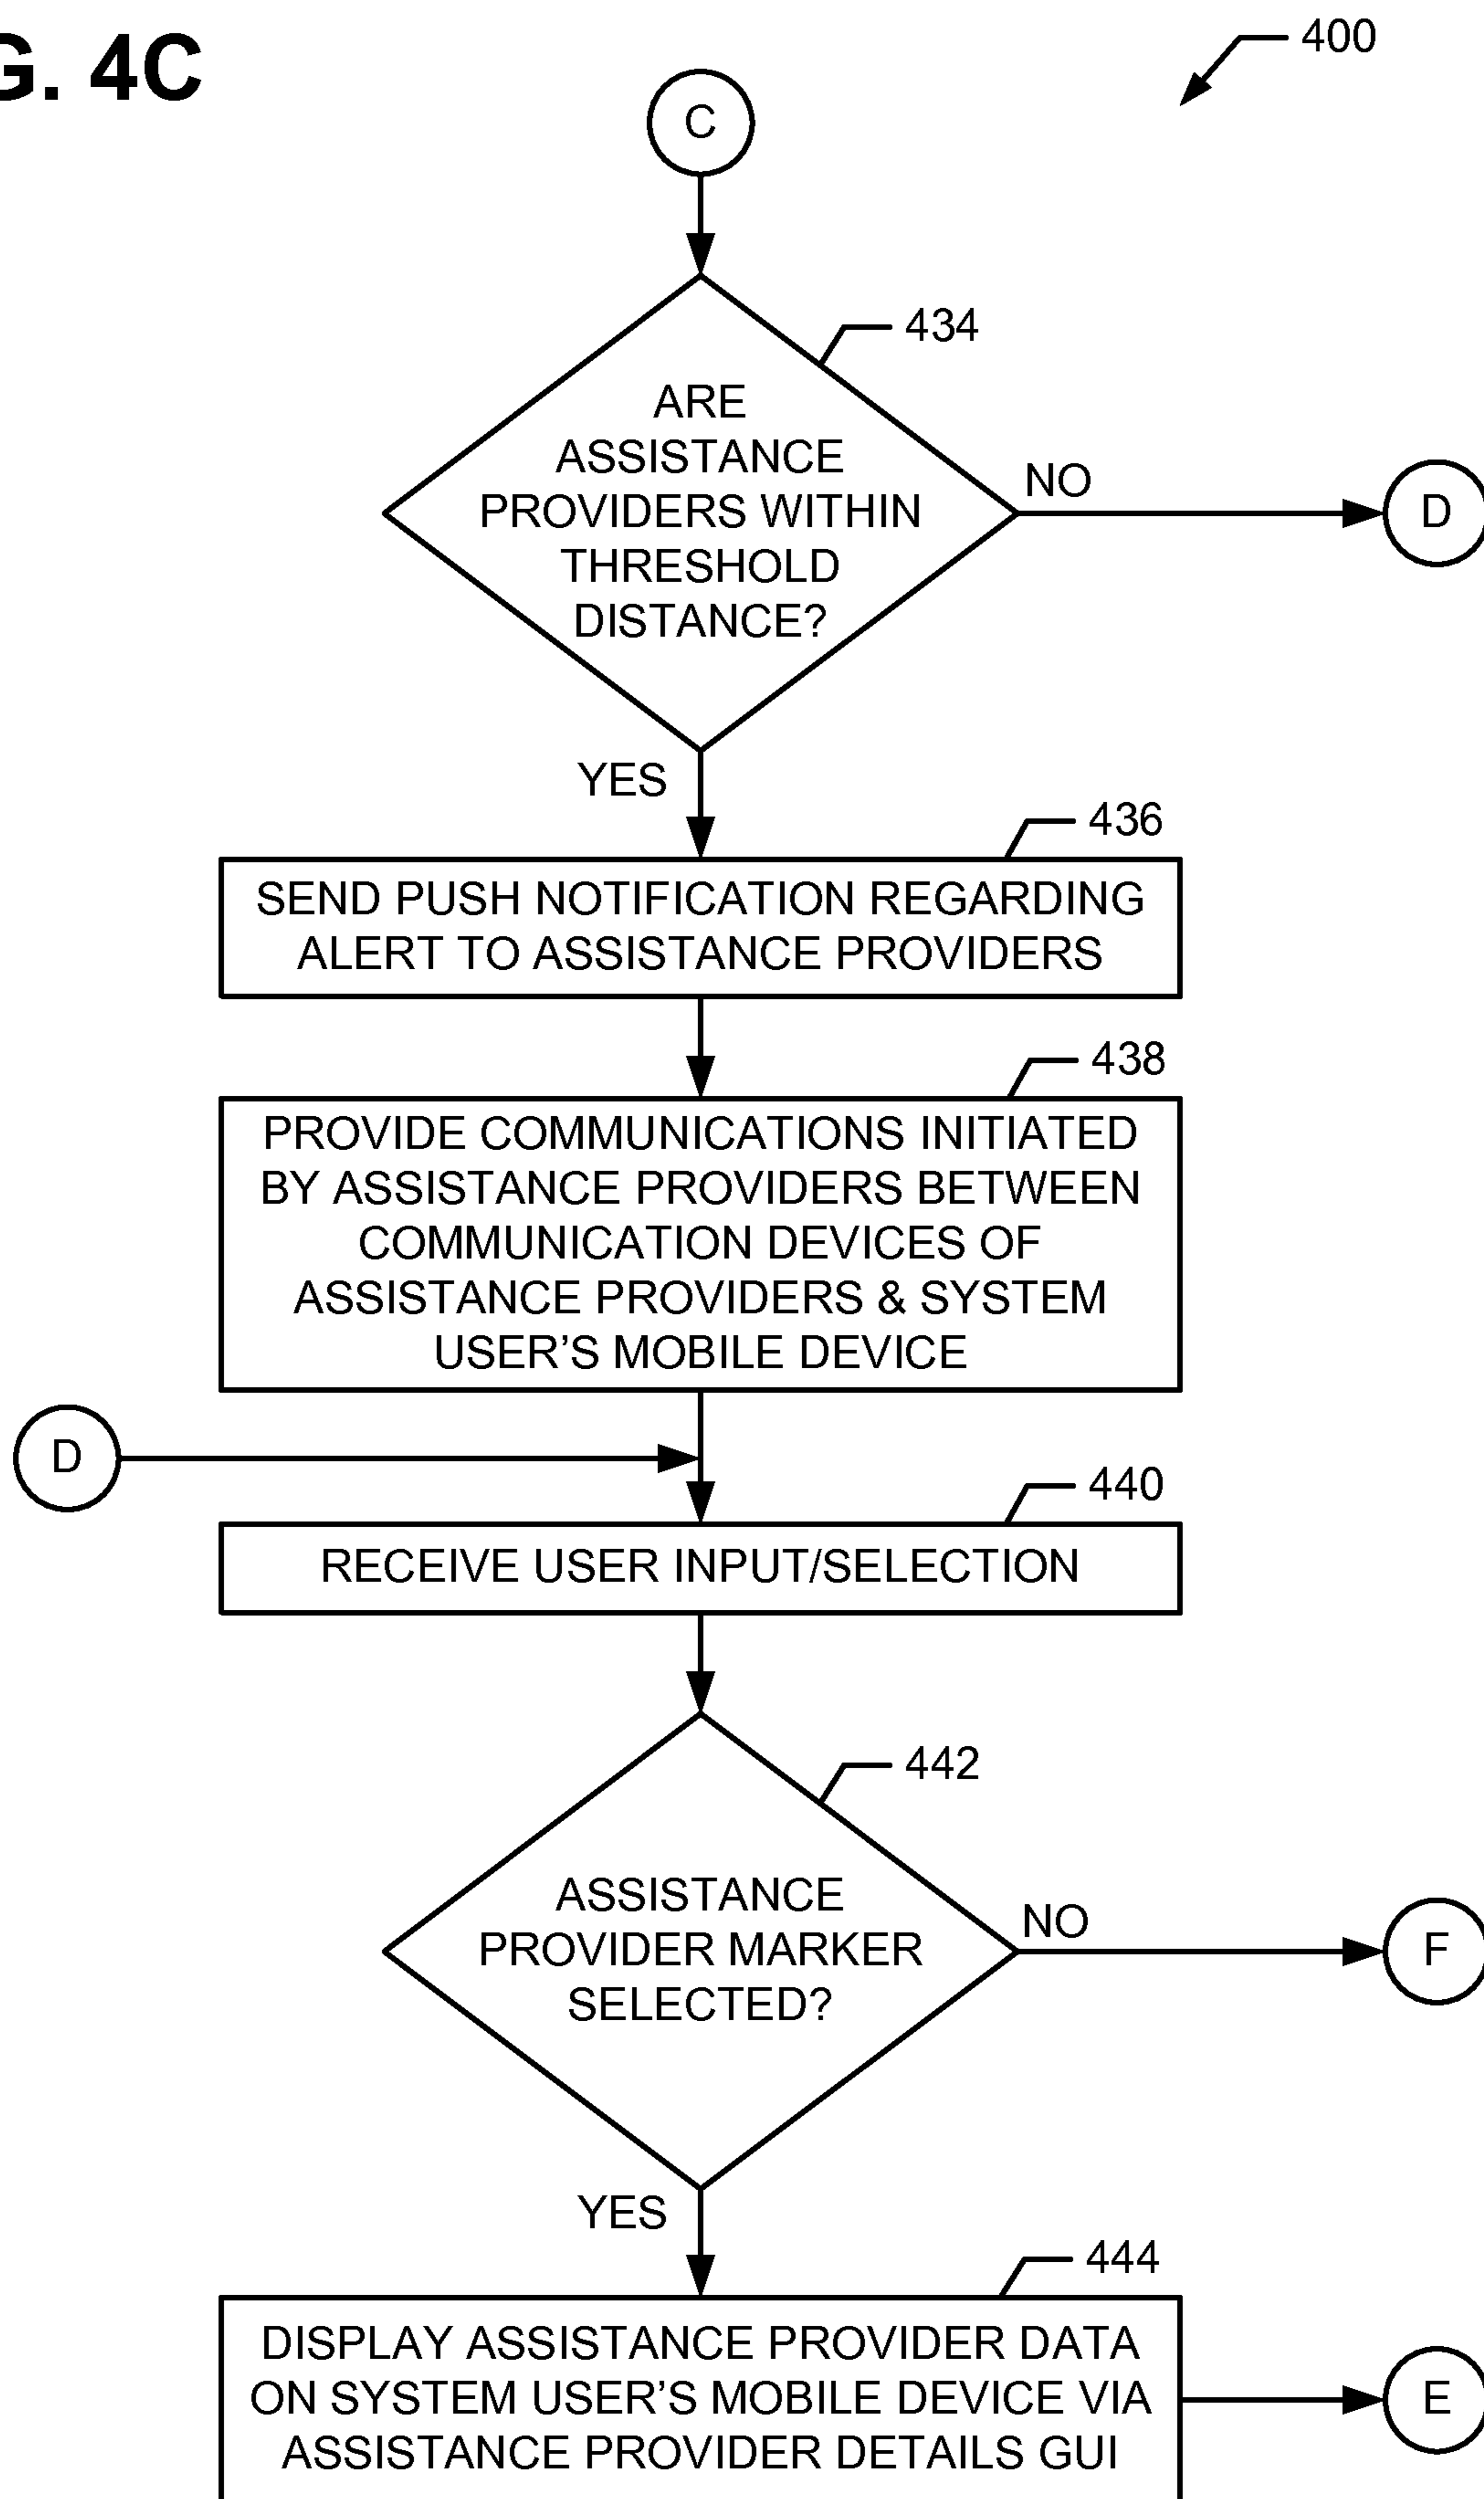 G. 4C
400
C
434
ARE
ASSISTANCE
PROVIDERS WITHIN
THRESHOLD
DISTANCE?
NO
D
YES
436
SEND PUSH NOTIFICATION REGARDING
ALERT TO ASSISTANCE PROVIDERS
438
PROVIDE COMMUNICATIONS INITIATED
BY ASSISTANCE PROVIDERS BETWEEN
COMMUNICATION DEVICES OF
ASSISTANCE PROVIDERS & SYSTEM
USER’S MOBILE DEVICE
D
440
RECEIVE USER INPUT/SELECTION
442
ASSISTANCE
PROVIDER MARKER
SELECTED?
NO
F
YES
444
DISPLAY ASSISTANCE PROVIDER DATA
ON SYSTEM USER’S MOBILE DEVICE VIA
ASSISTANCE PROVIDER DETAILS GUI
E